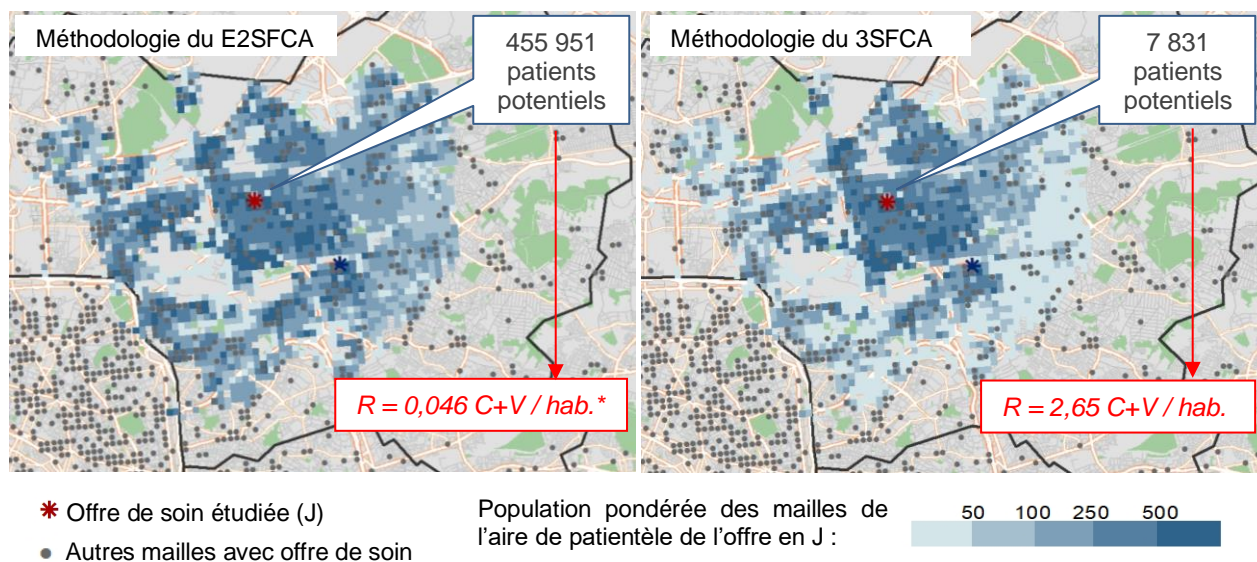 Méthodologie du E2SFCA
455 951
patients
potentiels
R = 0,046 C+V / hab.*
Méthodologie du 3SFCA
7 831
patients
potentiels
R = 2,65 C+V / hab.
Offre de soin étudiée (J)
Autres mailles avec offre de soin
Population pondérée des mailles de
l’aire de patientèle de l’offre en J :
50 100 250 500